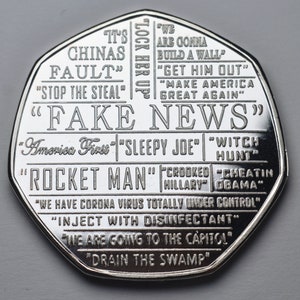 "IT'S
CHINAS
FAULT"
"LOCK HER UP"
"WE
ARE GONNA
BUILD A WALL"
"GET HIM OUT"
"STOP THE STEAL"
"MAKE AMERICA
GREAT AGAIN"
"FAKE NEWS"
"America First"
"SLEEPY JOE"
"WITCH
HUNT"
"ROCKET MAN"
"CROOKED
HILLARY"
"CHEATIN
OBAMA"
"WE HAVE CORONA VIRUS TOTALLY UNDER CONTROL"
"INJECT WITH DISINFECTANT"
"WE ARE GOING TO THE CAPITOL"
"DRAIN THE SWAMP"